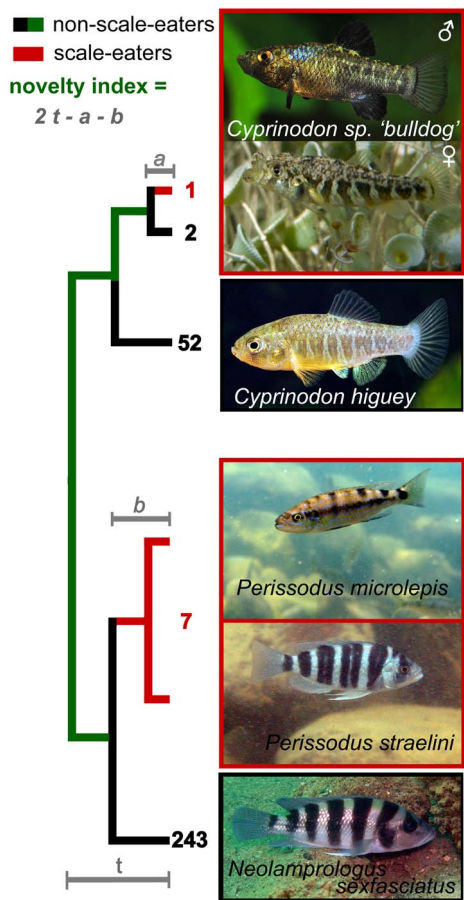 non-scale-eaters
scale-eaters
novelty index =
2 t - a - b
a
1
2
52
b
7
243
t
♂
Cyprinodon sp. 'bulldog'
♀
Cyprinodon higuey
Perissodus microlepis
Perissodus straelini
Neolamprologus
sexfasciatus